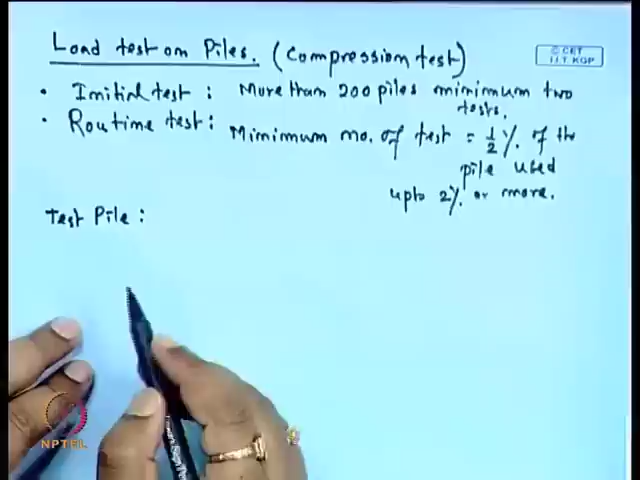 Load test on Piles. (Compression test)
© CET
I.I.T. KGP
• Initial test : More than 200 piles minimum two
tests.
• Routine test : Minimum no. of test = 1/2 % of the
pile used
upto 2% or more.
Test Pile :
NPTEL